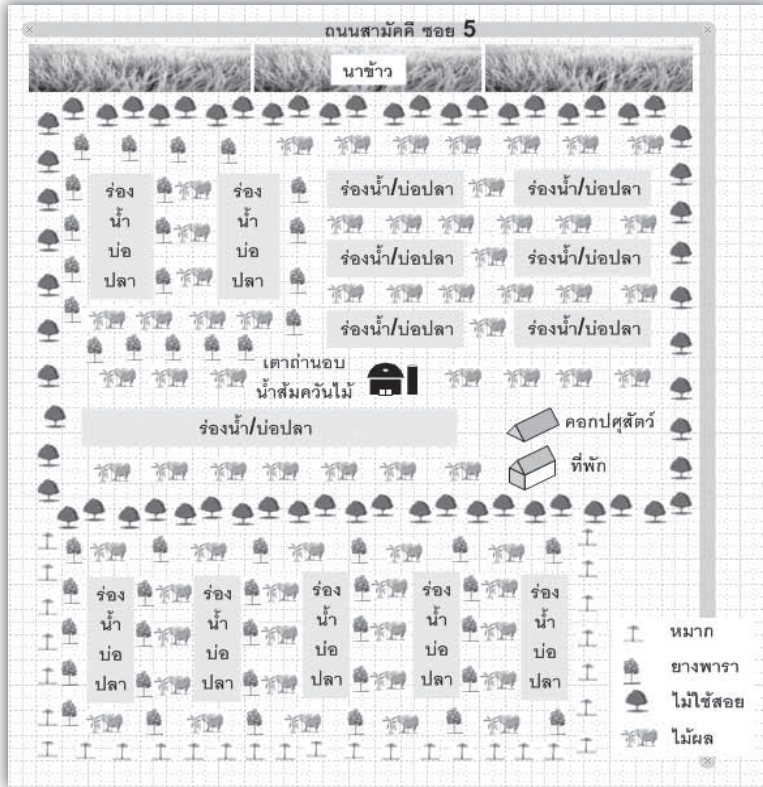 ถนนสามัคคี ซอย 5
นาข้าว
ร่อง
น้ำ
บ่อ
ปลา
ร่อง
น้ำ
บ่อ
ปลา
ร่องน้ำ/บ่อปลา
ร่องน้ำ/บ่อปลา
ร่องน้ำ/บ่อปลา
ร่องน้ำ/บ่อปลา
ร่องน้ำ/บ่อปลา
ร่องน้ำ/บ่อปลา
เตาถ่านอบ
น้ำส้มควันไม้
ร่องน้ำ/บ่อปลา
คอกปศุสัตว์
ที่พัก
ร่อง
น้ำ
บ่อ
ปลา
ร่อง
น้ำ
บ่อ
ปลา
ร่อง
น้ำ
บ่อ
ปลา
ร่อง
น้ำ
บ่อ
ปลา
ร่อง
น้ำ
บ่อ
ปลา
หมาก
ยางพารา
ไม้ใช้สอย
ไม้ผล